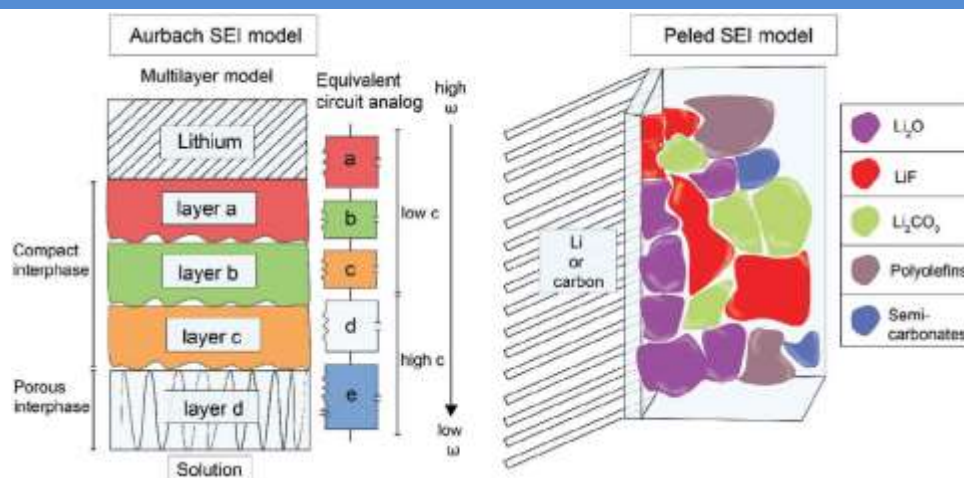 Aurbach SEI model
Multilayer model
Equivalent
circuit analog
high
ω
Lithium
layer a
layer b
layer c
layer d
Solution
Compact
interphase
Porous
interphase
a
b
c
d
e
low c
high c
low
ω
Peled SEI model
Li
or
carbon
Li₂O
LiF
Li₂CO₃
Polyolefins
Semi-
carbonates